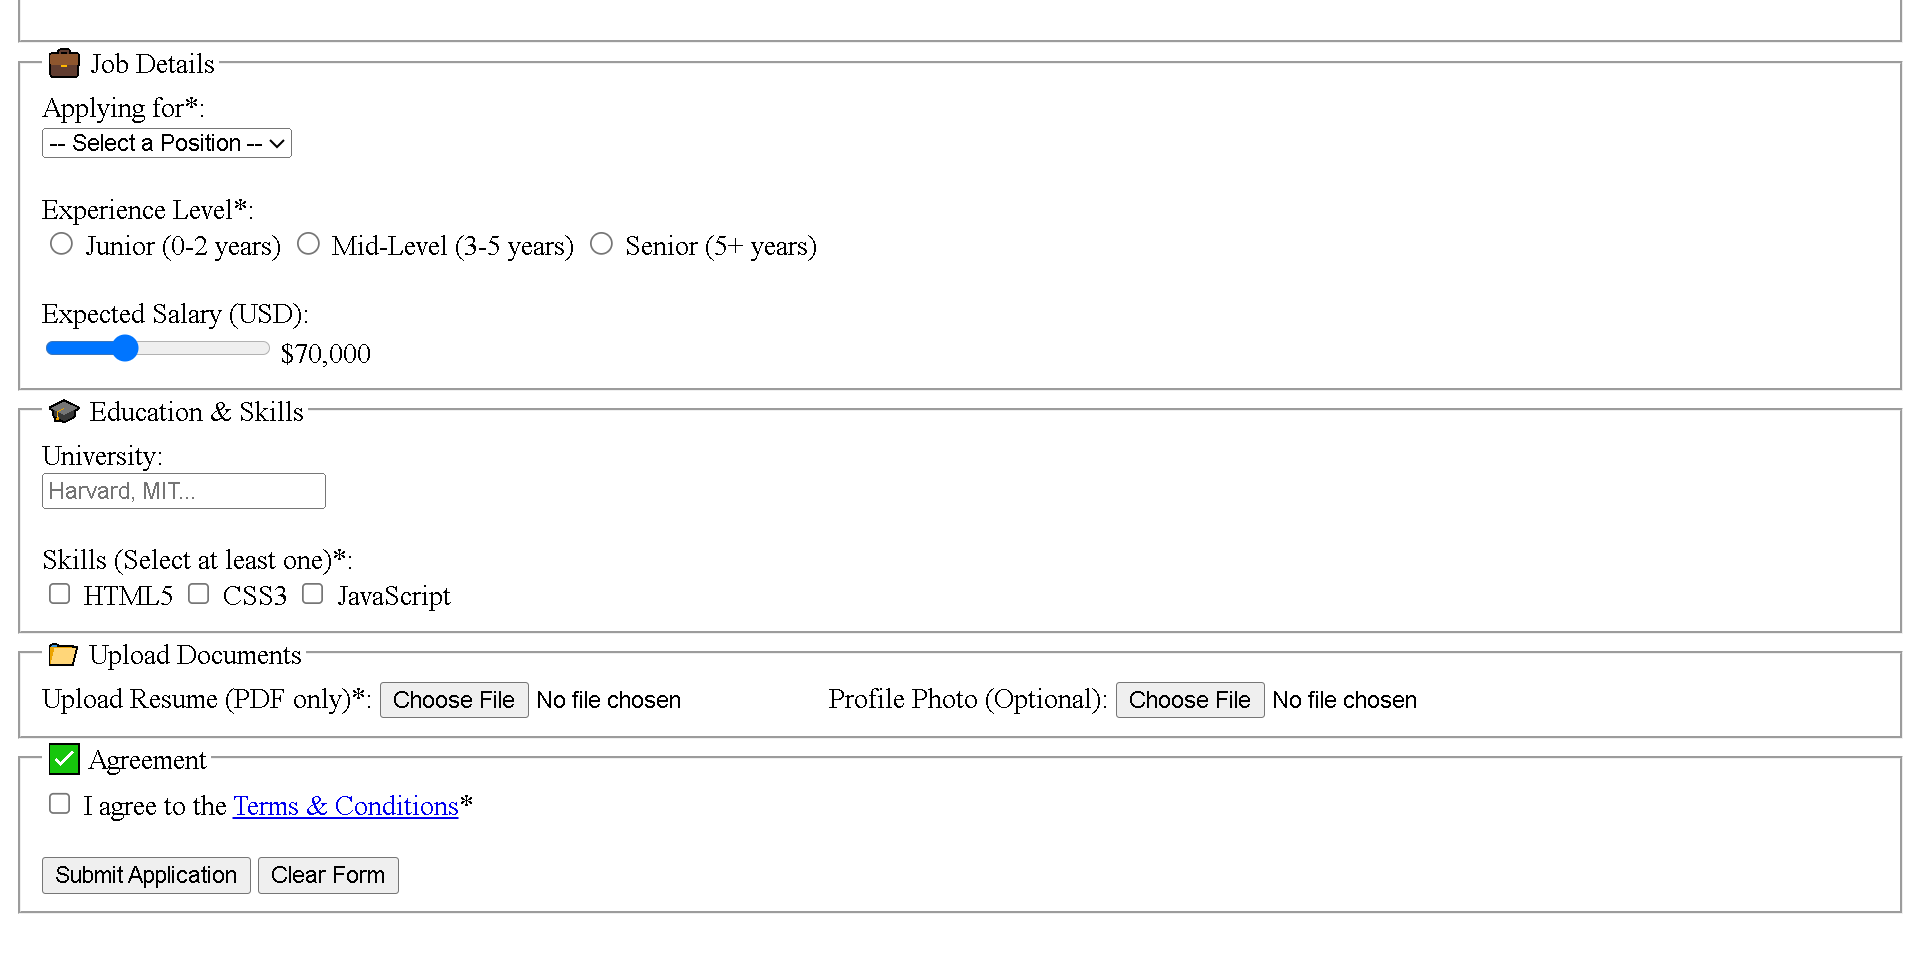 💼 Job Details
Applying for*:
-- Select a Position --
Experience Level*:
Junior (0-2 years) Mid-Level (3-5 years) Senior (5+ years)
Expected Salary (USD):
$70,000
🎓 Education & Skills
University:
Harvard, MIT...
Skills (Select at least one)*:
HTML5 CSS3 JavaScript
📁 Upload Documents
Upload Resume (PDF only)*: Choose File No file chosen Profile Photo (Optional): Choose File No file chosen
✅ Agreement
I agree to the Terms & Conditions*
Submit Application Clear Form